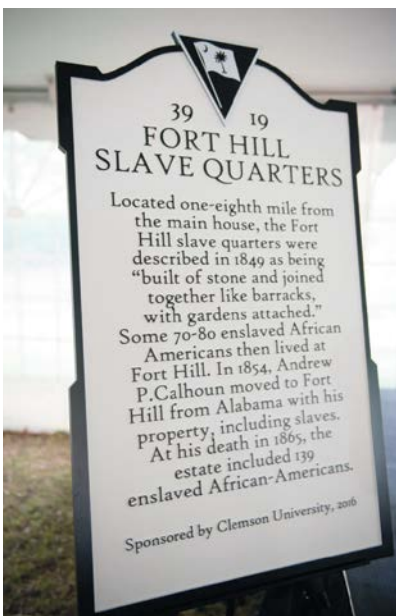 39 19
FORT HILL
SLAVE QUARTERS
Located one-eighth mile from
the main house, the Fort
Hill slave quarters were
described in 1849 as being
“built of stone and joined
together like barracks,
with gardens attached.”
Some 70-80 enslaved African
Americans then lived at
Fort Hill. In 1854, Andrew
P.Calhoun moved to Fort
Hill from Alabama with his
property, including slaves.
At his death in 1865, the
estate included 139
enslaved African-Americans.
Sponsored by Clemson University, 2016